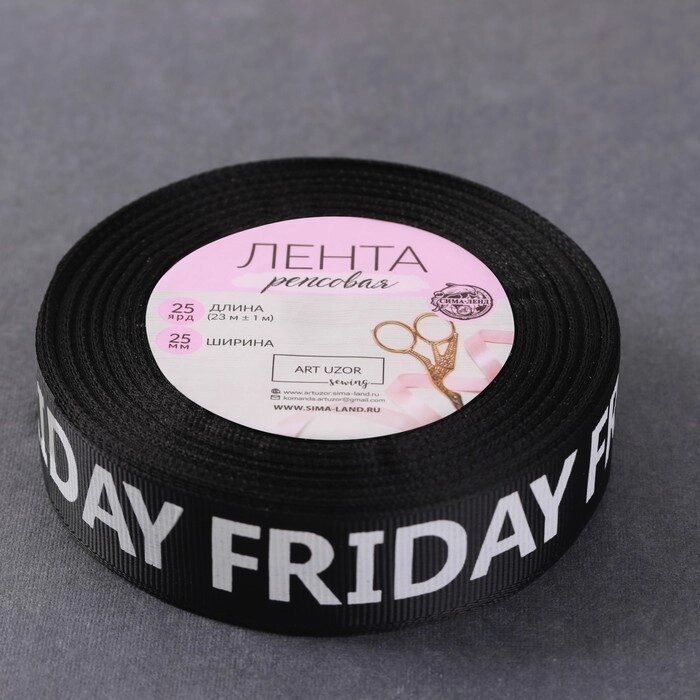 ЛЕНТА
репсовая
25 ЯРД ДЛИНА
(23 м ± 1 м)
25 ММ ШИРИНА
СИМА-ЛЕНД
ART UZOR
sewing
www.artuzor.sima-land.ru
komanda.artuzor@gmail.com
WWW.SIMA-LAND.RU
IDAY FRIDAY FR